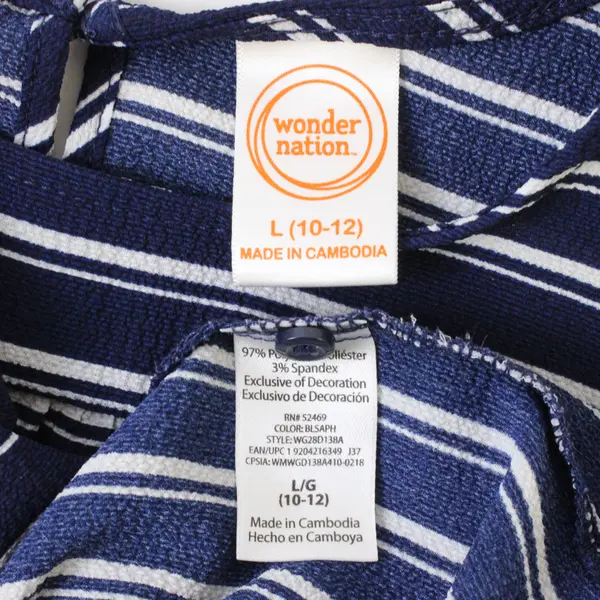 wonder
nation™
L (10-12)
MADE IN CAMBODIA
97%
3% Spandex
Exclusive of Decoration
Exclusivo de Decoración
RN# 52469
COLOR: BLSAPH
STYLE: WG28D138A
EAN/UPC 1 9204216349 J37
CPSIA: WMWGD138A410-0218
L/G
(10-12)
Made in Cambodia
Hecho en Camboya